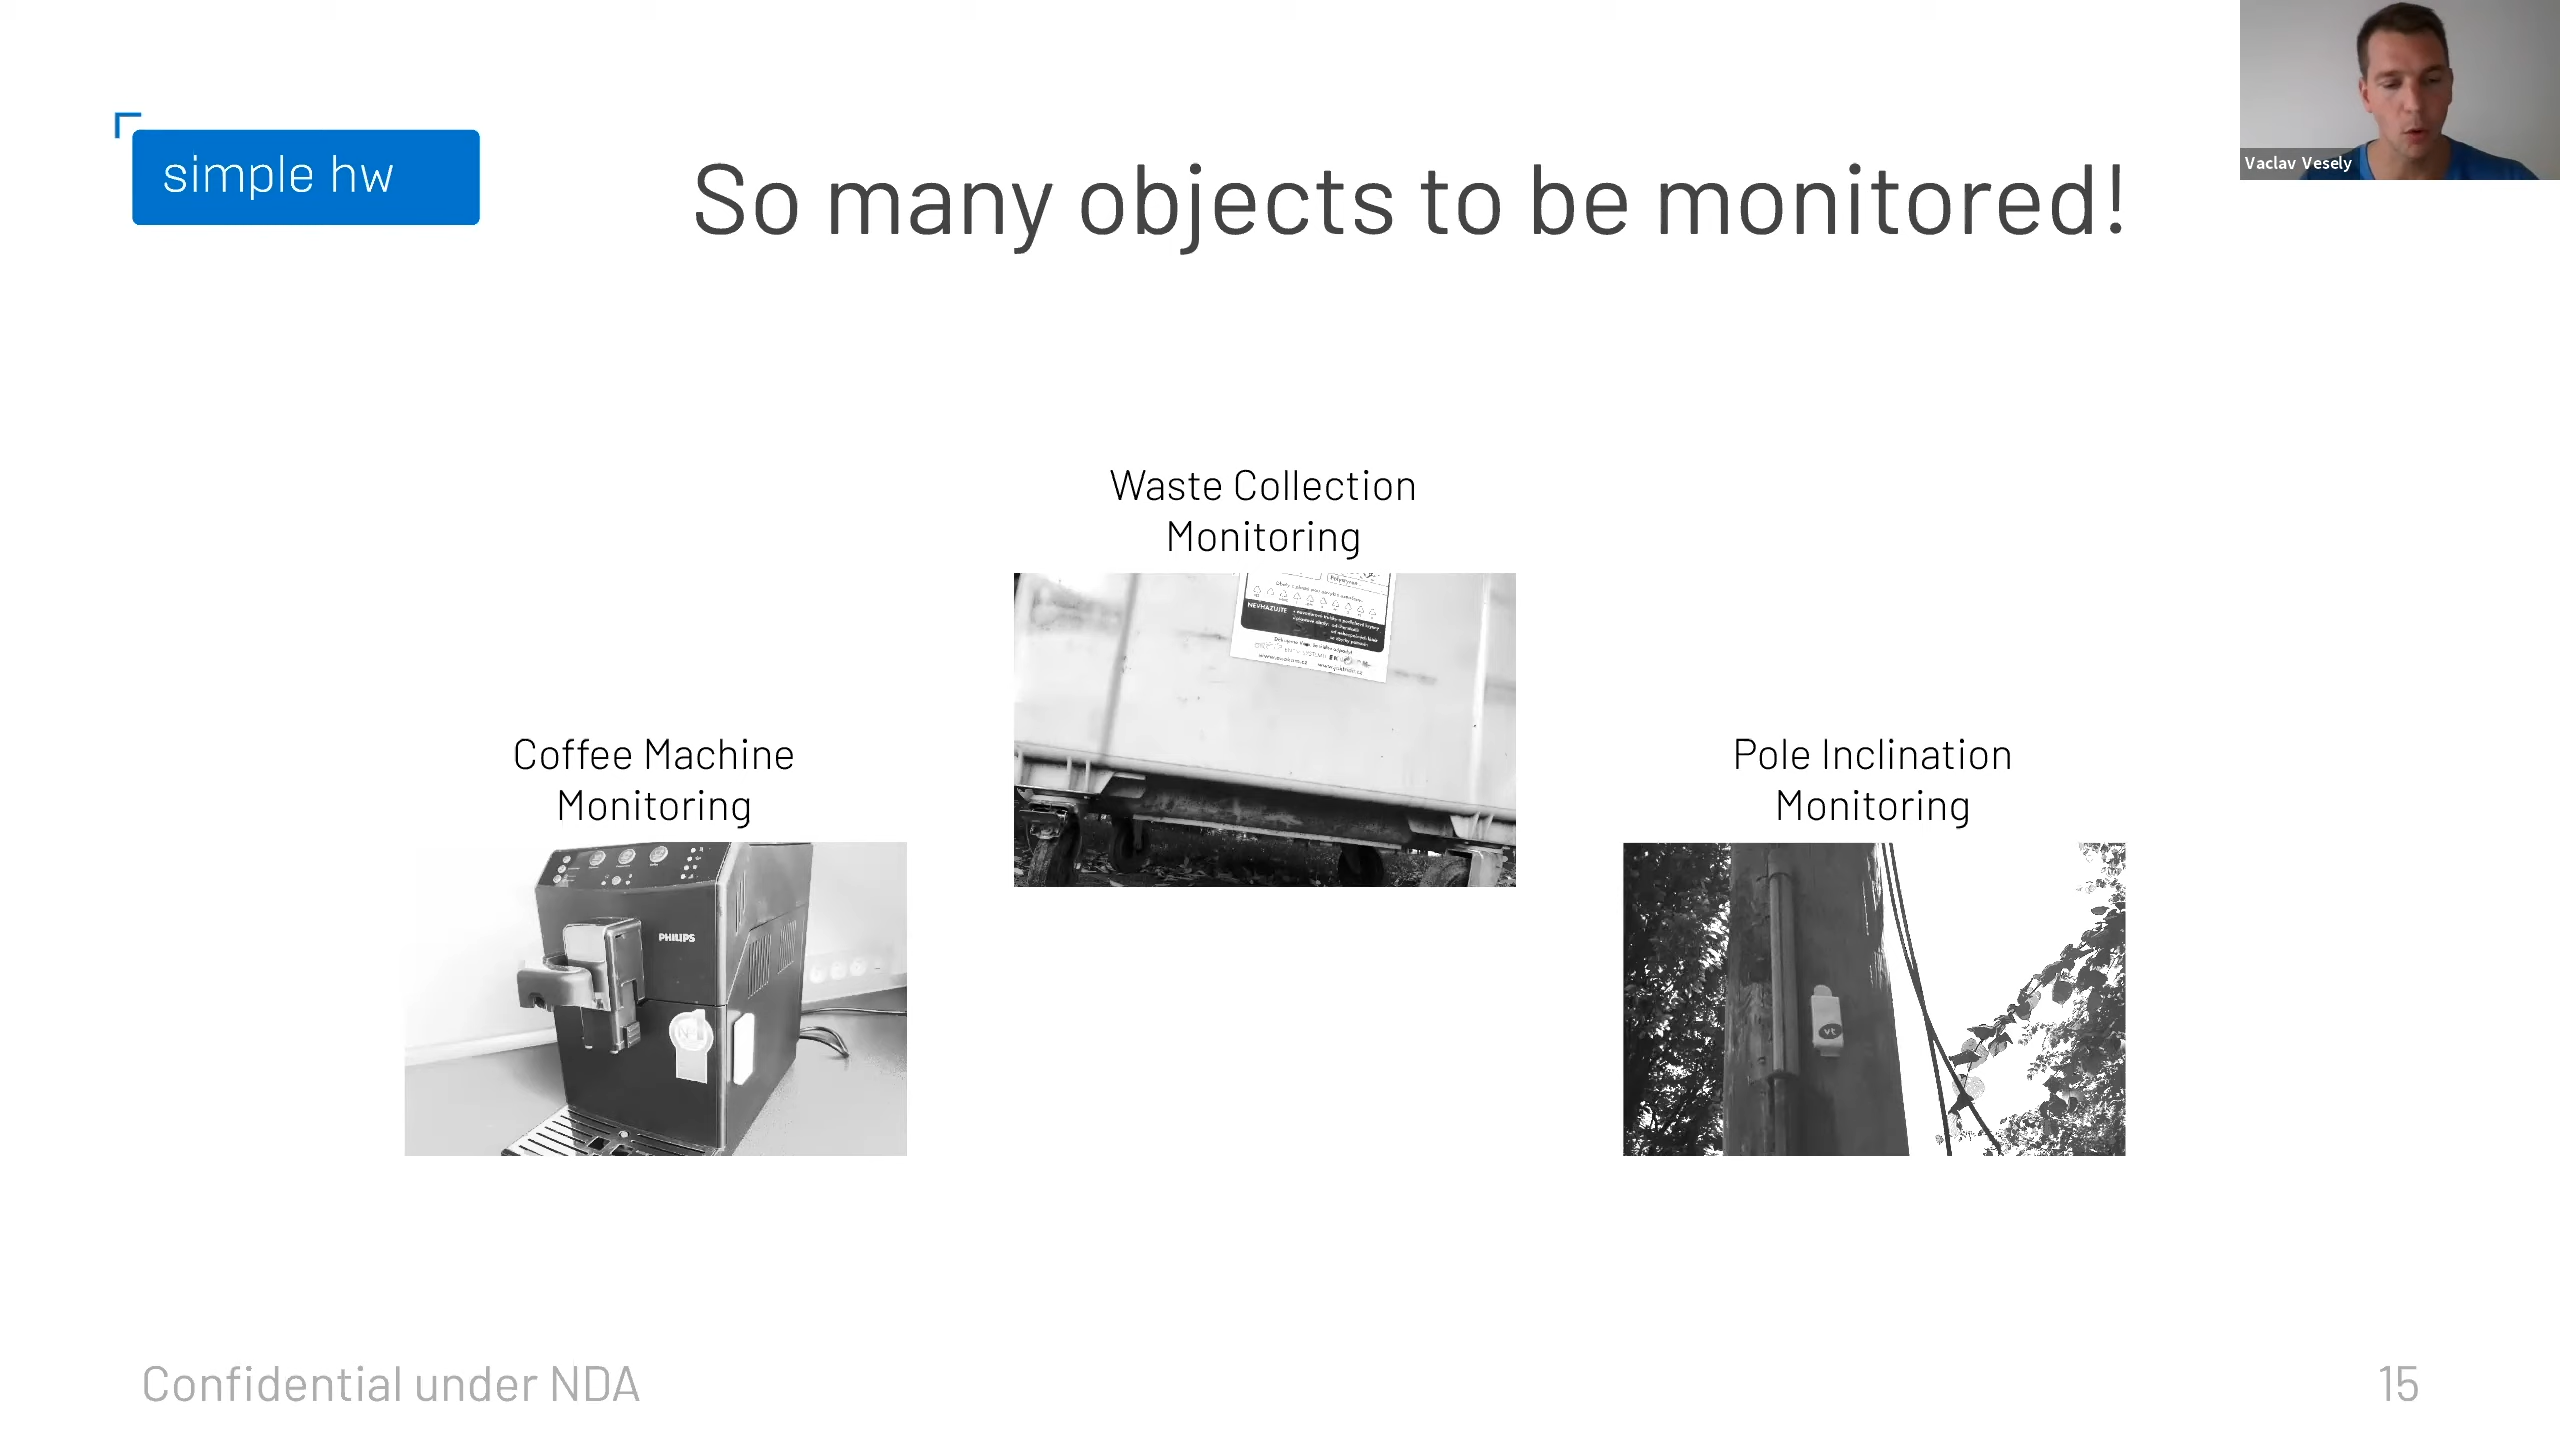 simple hw
So many objects to be monitored!
Vaclav Vesely
Waste Collection
Monitoring
NEVHAZUJTE
Coffee Machine
Monitoring
PHILIPS
Pole Inclination
Monitoring
vt
Confidential under NDA
15